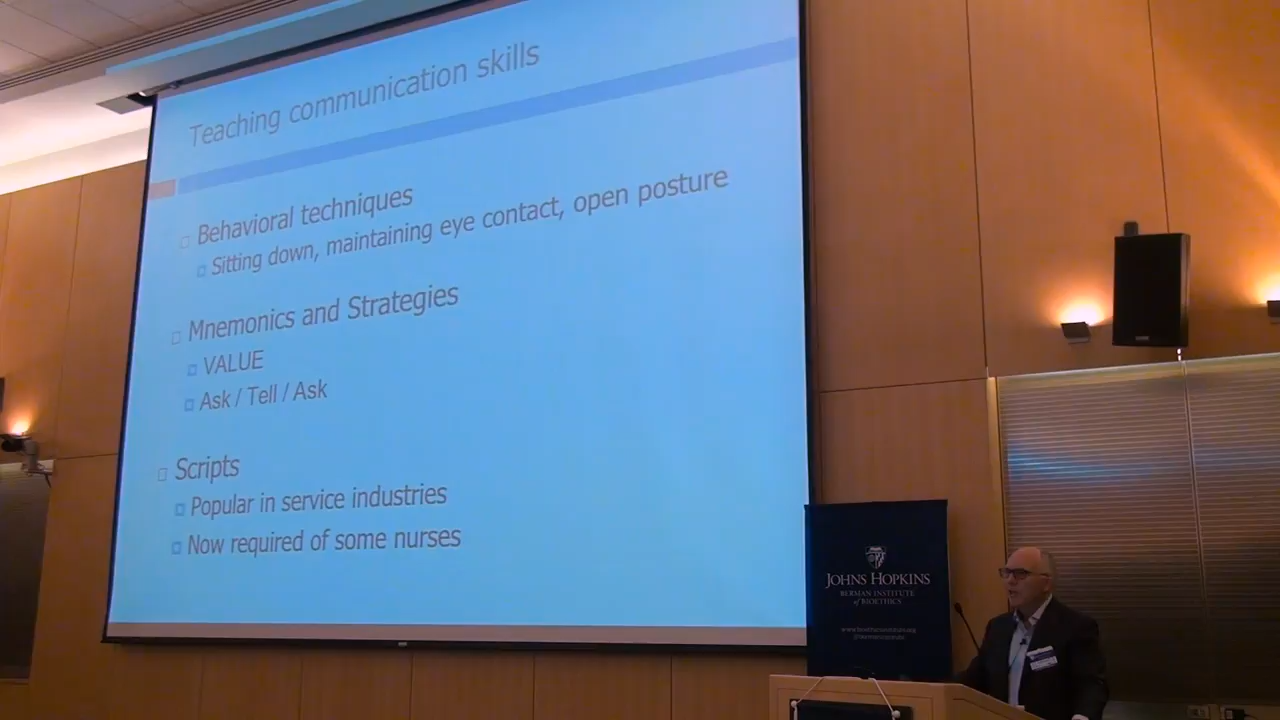 Teaching communication skills
Behavioral techniques
Sitting down, maintaining eye contact, open posture
Mnemonics and Strategies
VALUE
Ask / Tell / Ask
Scripts
Popular in service industries
Now required of some nurses
JOHNS HOPKINS
BERMAN INSTITUTE
of BIOETHICS